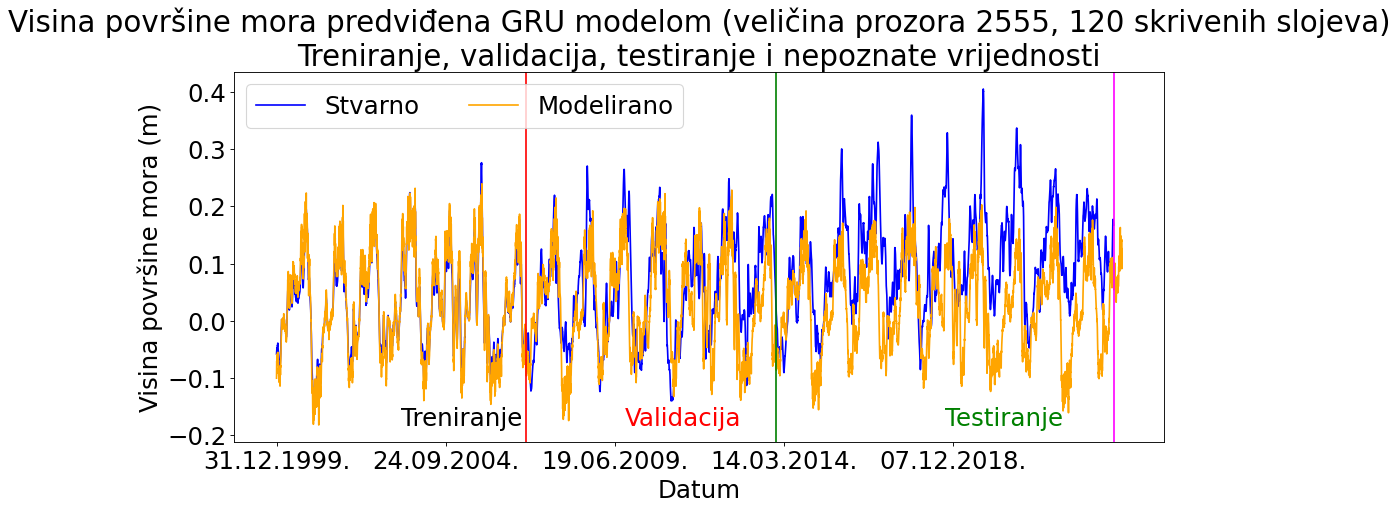 Visina površine mora predviđena GRU modelom (veličina prozora 2555, 120 skrivenih slojeva)
Treniranje, validacija, testiranje i nepoznate vrijednosti
Stvarno
Modelirano
Visina površine mora (m)
0.4
0.3
0.2
0.1
0.0
−0.1
−0.2
Treniranje
Validacija
Testiranje
31.12.1999.
24.09.2004.
19.06.2009.
14.03.2014.
07.12.2018.
Datum